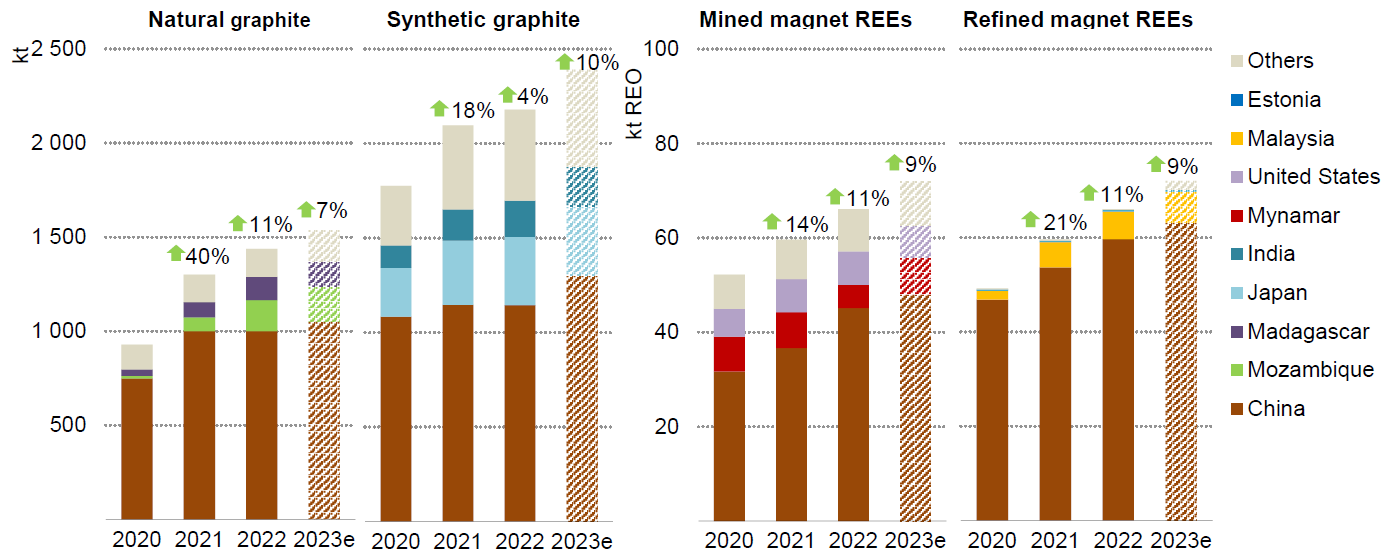 Natural graphite
Synthetic graphite
Mined magnet REEs
Refined magnet REEs
kt
2 500
2 000
1 500
1 000
500
40%
11%
7%
18%
4%
10%
2020
2021
2022
2023e
2020
2021
2022
2023e
kt REO
100
80
60
40
20
14%
11%
9%
21%
11%
9%
2020
2021
2022
2023e
2020
2021
2022
2023e
Others
Estonia
Malaysia
United States
Mynamar
India
Japan
Madagascar
Mozambique
China